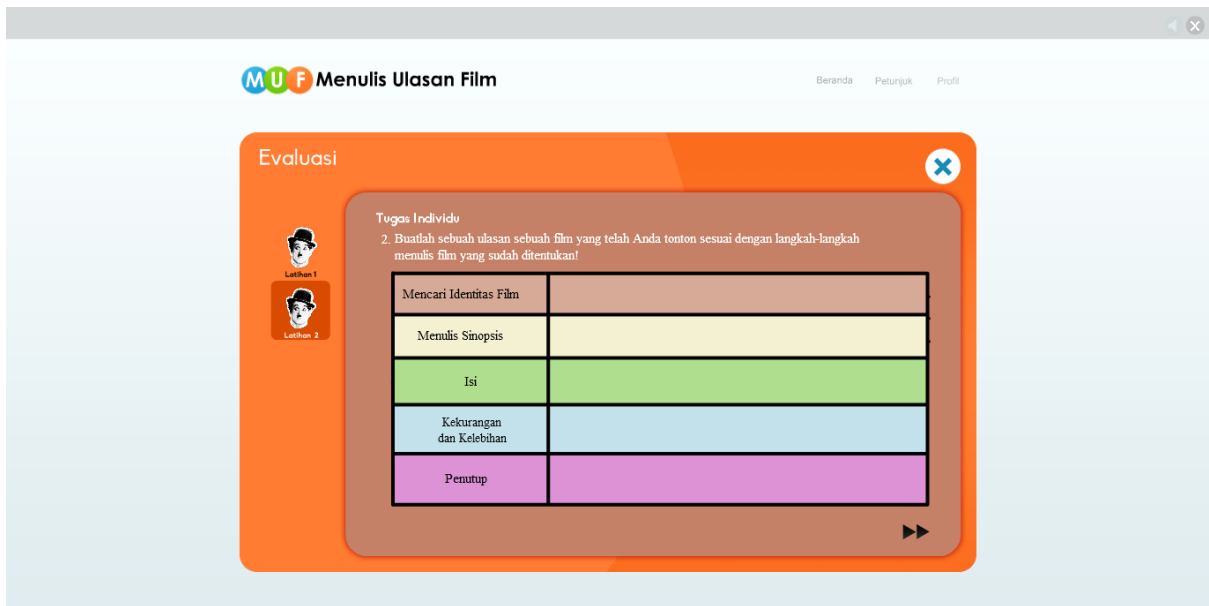 MUF Menulis Ulasan Film
Beranda Petunjuk Profil
Evaluasi
Tugas Individu
2. Buatlah sebuah ulasan sebuah film yang telah Anda tonton sesuai dengan langkah-langkah
menulis film yang sudah ditentukan!
Latihan 1
Latihan 2
Mencari Identitas Film
Menulis Sinopsis
Isi
Kekurangan
dan Kelebihan
Penutup